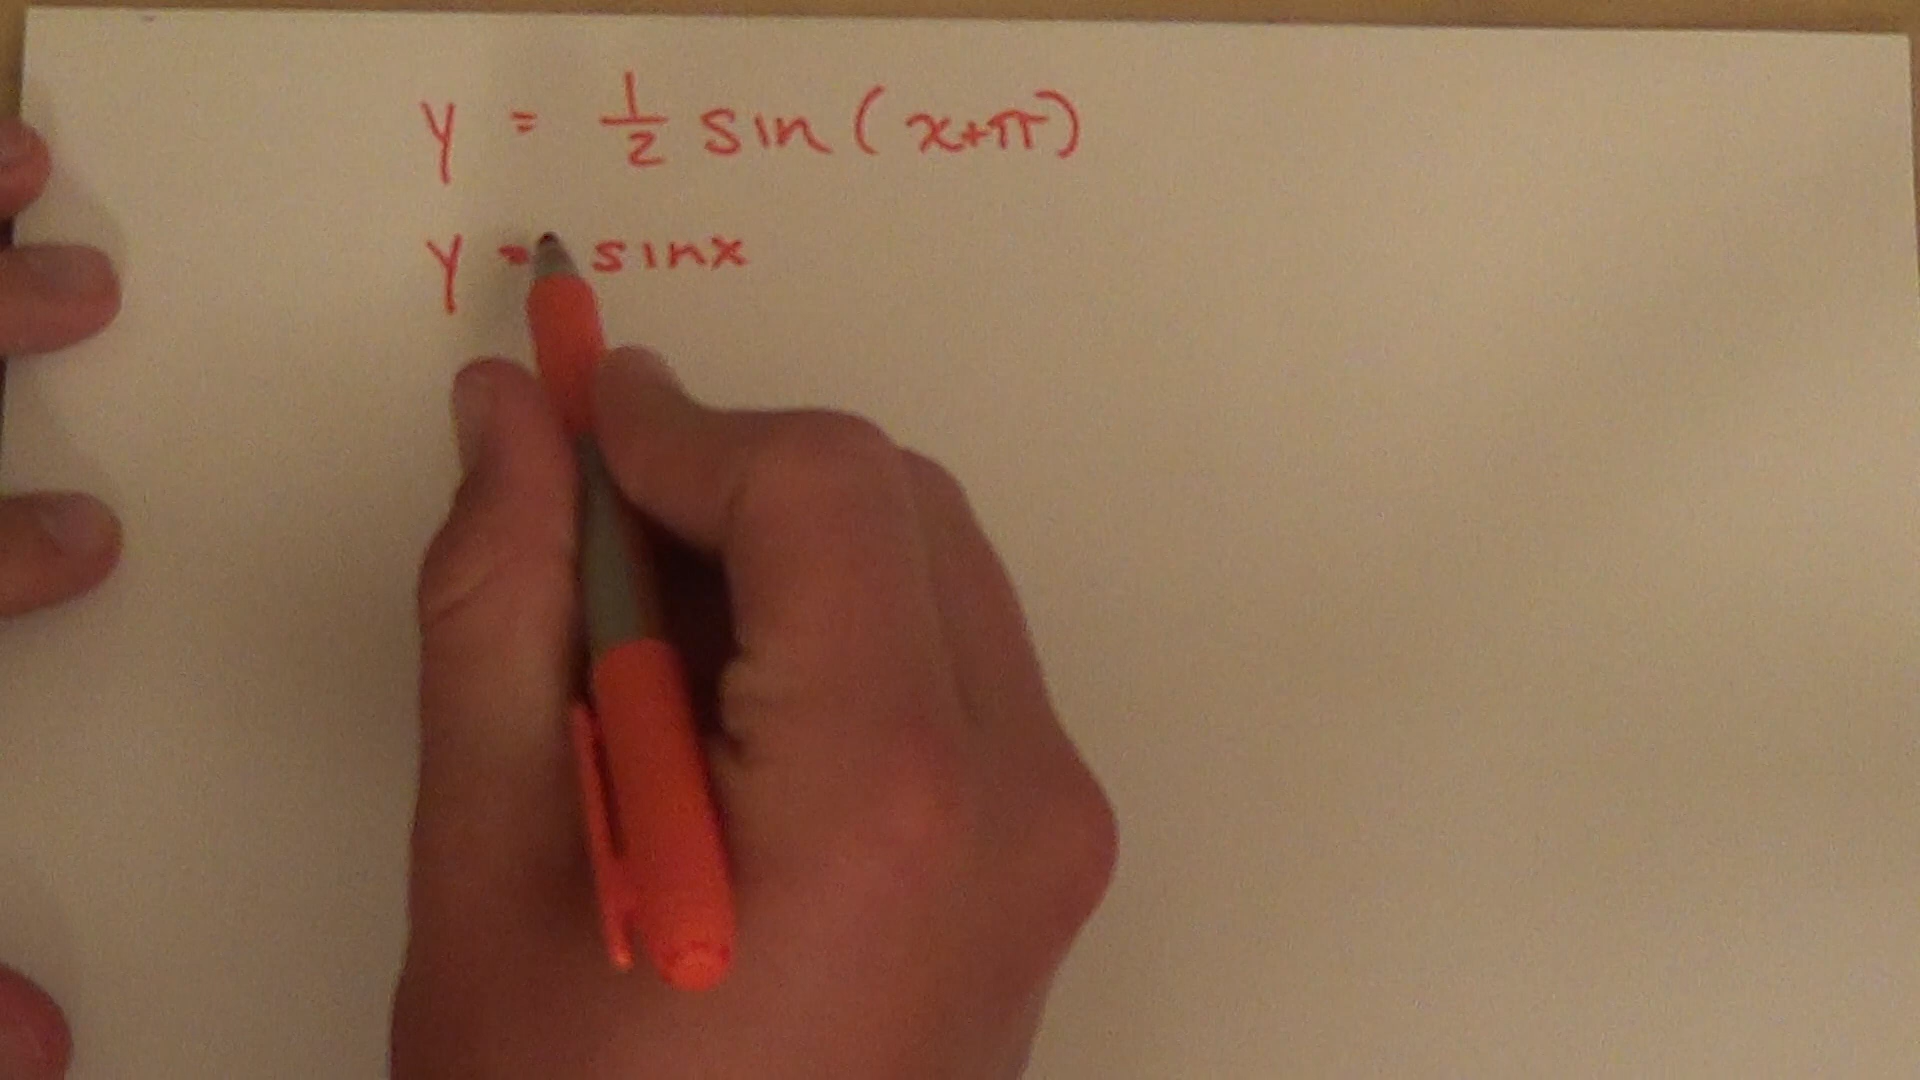 y = 1/2 sin(x+π)
y = sinx